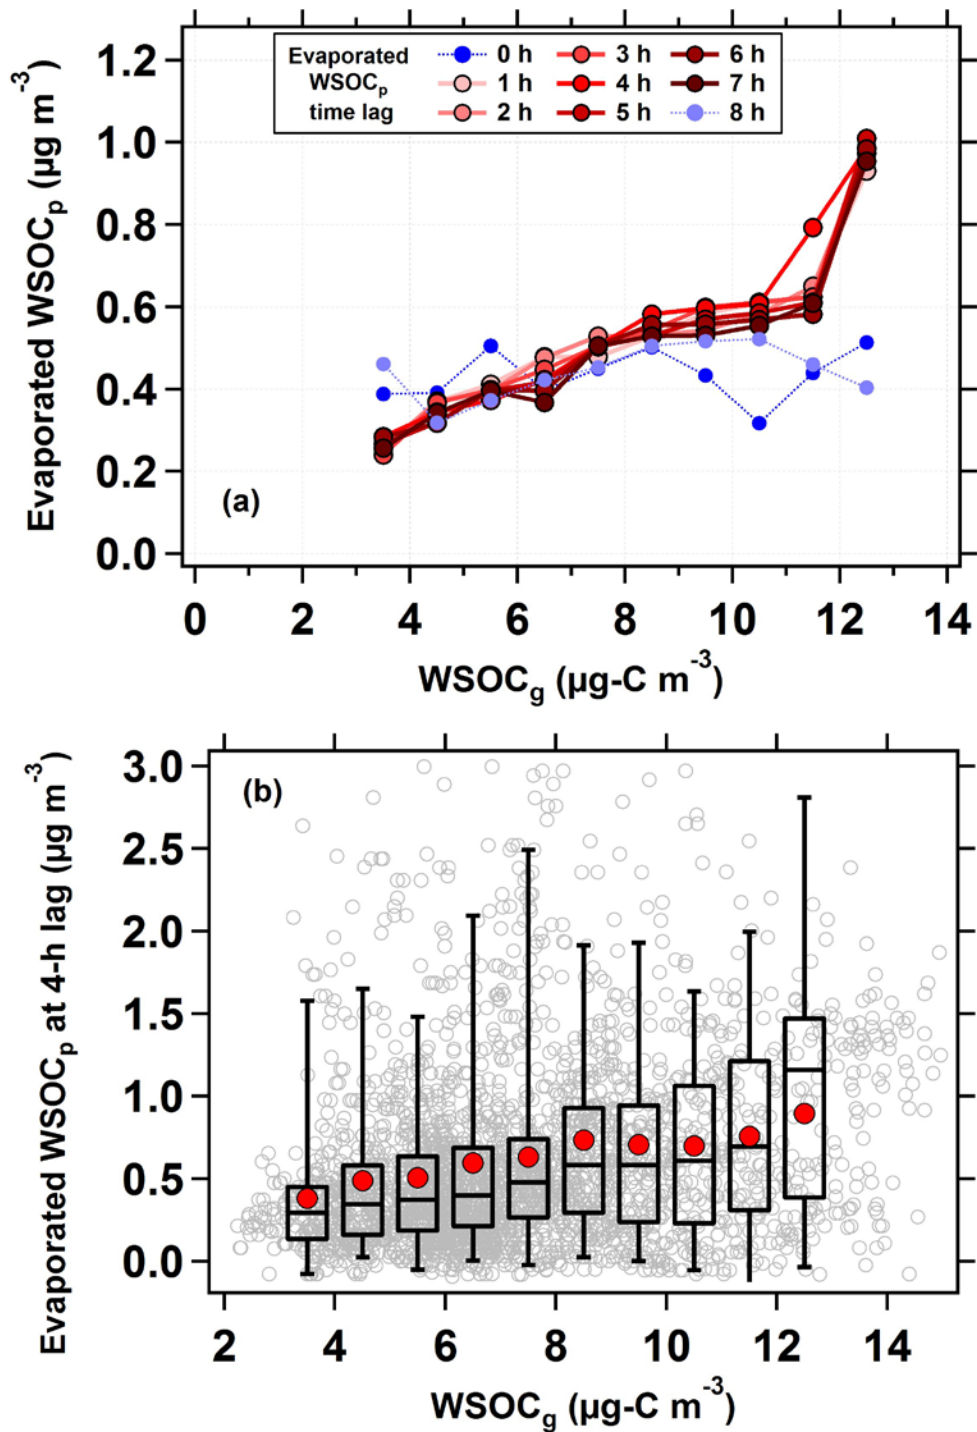 Evaporated WSOCp (µg m-3)
Evaporated 0 h 3 h 6 h
WSOCp 1 h 4 h 7 h
time lag 2 h 5 h 8 h
1.2
1.0
0.8
0.6
0.4
0.2
0.0
(a)
0 2 4 6 8 10 12 14
WSOCg (µg-C m-3)
Evaporated WSOCp at 4-h lag (µg m-3)
(b)
3.0
2.5
2.0
1.5
1.0
0.5
0.0
2 4 6 8 10 12 14
WSOCg (µg-C m-3)